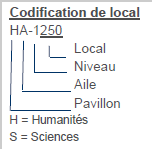 Codification de local
HA-1250
Local
Niveau
Aile
Pavillon
H = Humanités
S = Sciences